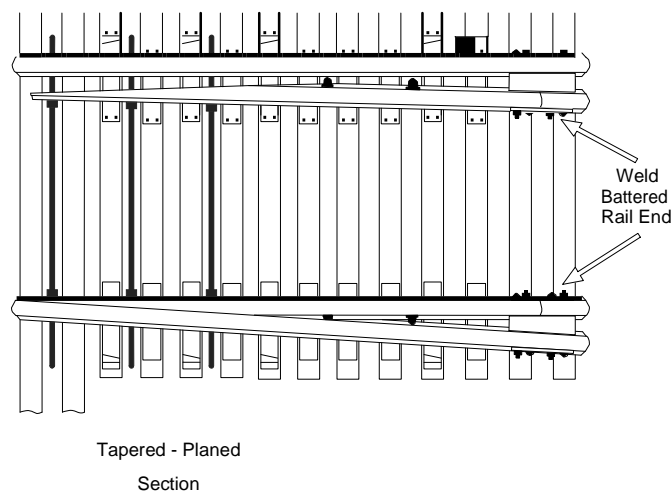 Weld
Battered
Rail End
Tapered - Planed
Section